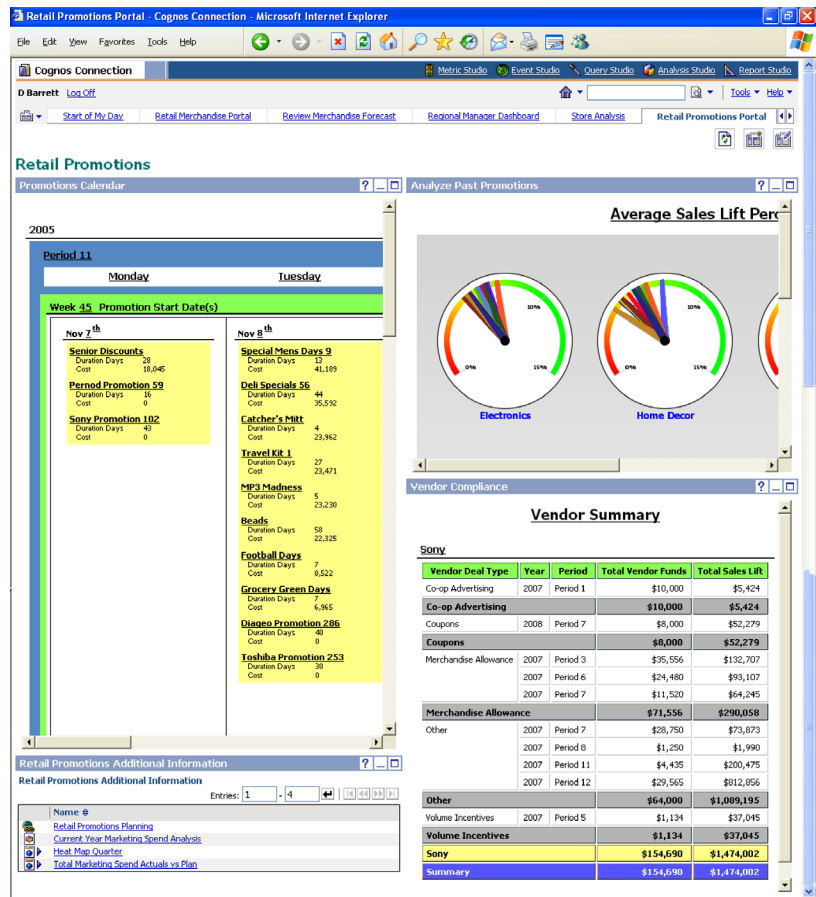 Retail Promotions Portal - Cognos Connection - Microsoft Internet Explorer
File Edit View Favorites Tools Help
Cognos Connection
Metric Studio Event Studio Query Studio Analysis Studio Report Studio
D Barrett Log Off
Tools Help
Start of My Day Retail Merchandise Portal Review Merchandise Forecast Regional Manager Dashboard Store Analysis Retail Promotions Portal
Retail Promotions
Promotions Calendar
2005
Period 11
Monday Tuesday
Week 45 Promotion Start Date(s)
Nov 7th
Senior Discounts
Duration Days 28
Cost 18,045
Pernod Promotion 59
Duration Days 16
Cost 0
Sony Promotion 102
Duration Days 43
Cost 0
Nov 8th
Special Mens Days 9
Duration Days 13
Cost 41,189
Deli Specials 56
Duration Days 44
Cost 35,592
Catcher's Mitt
Duration Days 4
Cost 23,962
Travel Kit 1
Duration Days 27
Cost 23,471
MP3 Madness
Duration Days 5
Cost 23,230
Beads
Duration Days 58
Cost 22,325
Football Days
Duration Days 7
Cost 8,522
Grocery Green Days
Duration Days 7
Cost 6,965
Diageo Promotion 286
Duration Days 40
Cost 0
Toshiba Promotion 253
Duration Days 30
Cost 0
Analyze Past Promotions
Average Sales Lift Perc
10% 10%
0% 15% 0% 15% 0%
Electronics Home Decor
Vendor Compliance
Vendor Summary
Sony
Vendor Deal Type Year Period Total Vendor Funds Total Sales Lift
Co-op Advertising 2007 Period 1 $10,000 $5,424
Co-op Advertising $10,000 $5,424
Coupons 2008 Period 7 $8,000 $52,279
Coupons $8,000 $52,279
Merchandise Allowance 2007 Period 3 $35,556 $132,707
2007 Period 6 $24,480 $93,107
2007 Period 7 $11,520 $64,245
Merchandise Allowance $71,556 $290,058
Other 2007 Period 7 $28,750 $73,873
2007 Period 8 $1,250 $1,990
2007 Period 11 $4,435 $200,475
2007 Period 12 $29,565 $812,856
Other $64,000 $1,089,195
Volume Incentives 2007 Period 5 $1,134 $37,045
Volume Incentives $1,134 $37,045
Sony $154,690 $1,474,002
Summary $154,690 $1,474,002
Retail Promotions Additional Information
Retail Promotions Additional Information
Entries: 1 - 4
Name
Retail Promotions Planning
Current Year Marketing Spend Analysis
Heat Map Quarter
Total Marketing Spend Actuals vs Plan